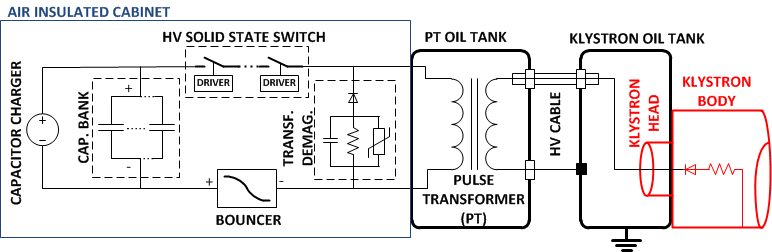 AIR INSULATED CABINET
HV SOLID STATE SWITCH
PT OIL TANK
KLYSTRON OIL TANK
DRIVER
DRIVER
KLYSTRON
BODY
KLYSTRON
HEAD
CAPACITOR CHARGER
+
−
CAP. BANK
+
-
TRANSF.
DEMAG.
HV CABLE
PULSE
TRANSFORMER
(PT)
+
-
BOUNCER